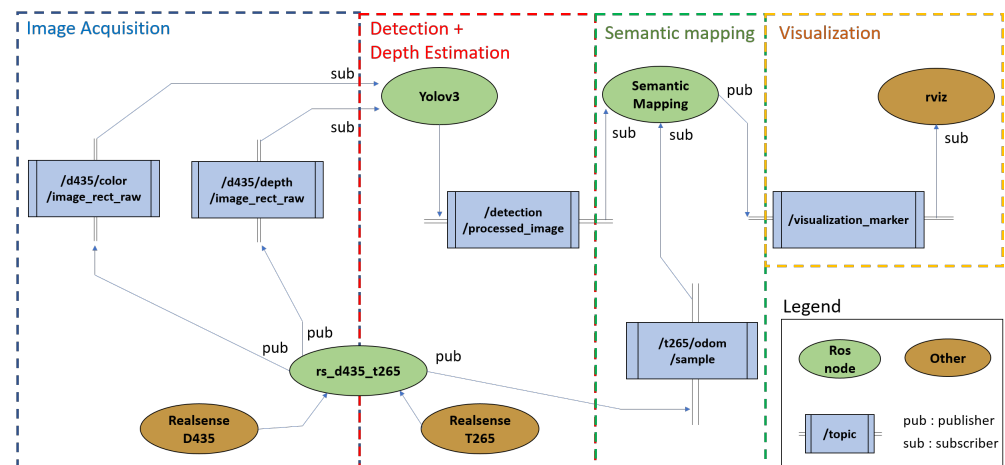 Image Acquisition
Detection +
Depth Estimation
Semantic mapping
Visualization
sub
sub
Yolov3
Semantic
Mapping
pub
sub
sub
rviz
sub
/d435/color
/image_rect_raw
/d435/depth
/image_rect_raw
/detection
/processed_image
/visualization_marker
pub
pub
rs_d435_t265
pub
Realsense
D435
Realsense
T265
/t265/odom
/sample
Legend
Ros
node
Other
/topic
pub : publisher
sub : subscriber